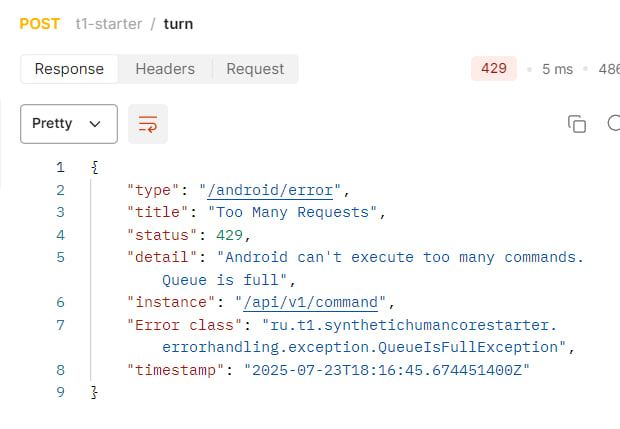 POST t1-starter / turn
Response Headers Request 429 5 ms 486
Pretty
1 {
2 "type": "/android/error",
3 "title": "Too Many Requests",
4 "status": 429,
5 "detail": "Android can't execute too many commands.
Queue is full",
6 "instance": "/api/v1/command",
7 "Error class": "ru.t1.synthetichumancorestarter.
errorhandling.exception.QueueIsFullException",
8 "timestamp": "2025-07-23T18:16:45.674451400Z"
9 }